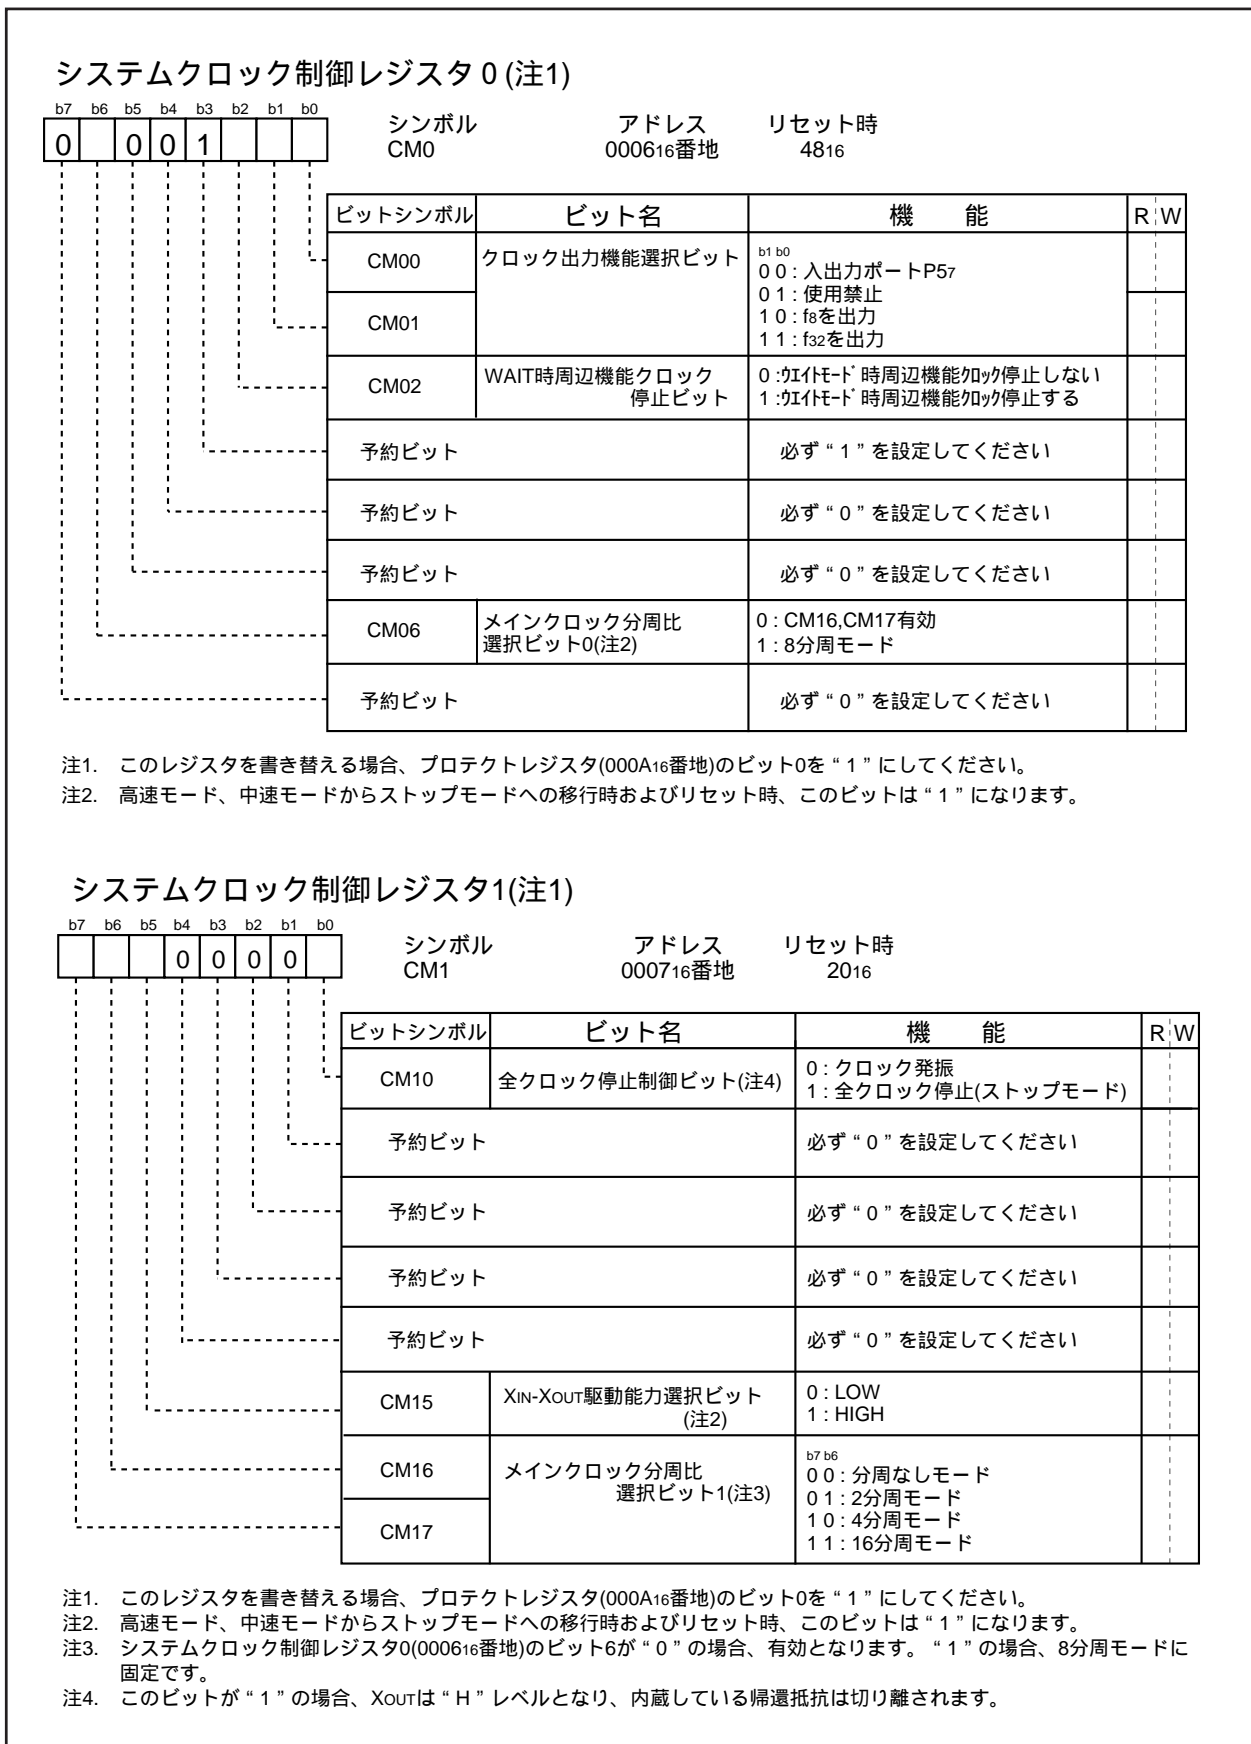 システムクロック制御レジスタ 0 (注1)
b7 b6 b5 b4 b3 b2 b1 b0
0 0 0 1
シンボル アドレス リセット時
CM0 000616番地 4816
ビットシンボル ビット名 機 能 R W
CM00 クロック出力機能選択ビット
b1 b0
0 0 : 入出力ポートP57
0 1 : 使用禁止
1 0 : f8を出力
1 1 : f32を出力
CM01
CM02 WAIT時周辺機能クロック
停止ビット
0 :ウエイトモード時周辺機能クロック停止しない
1 :ウエイトモード時周辺機能クロック停止する
予約ビット 必ず“ 1 ”を設定してください
予約ビット 必ず“ 0 ”を設定してください
予約ビット 必ず“ 0 ”を設定してください
CM06 メインクロック分周比
選択ビット0(注2)
0 : CM16,CM17有効
1 : 8分周モード
予約ビット 必ず“ 0 ”を設定してください
注1. このレジスタを書き替える場合、プロテクトレジスタ(000A16番地)のビット0を“ 1 ”にしてください。
注2. 高速モード、中速モードからストップモードへの移行時およびリセット時、このビットは“ 1 ”になります。
システムクロック制御レジスタ1(注1)
b7 b6 b5 b4 b3 b2 b1 b0
0 0 0 0
シンボル アドレス リセット時
CM1 000716番地 2016
ビットシンボル ビット名 機 能 R W
CM10 全クロック停止制御ビット(注4)
0 : クロック発振
1 : 全クロック停止(ストップモード)
予約ビット 必ず“ 0 ”を設定してください
予約ビット 必ず“ 0 ”を設定してください
予約ビット 必ず“ 0 ”を設定してください
予約ビット 必ず“ 0 ”を設定してください
CM15 XIN-XOUT駆動能力選択ビット
(注2)
0 : LOW
1 : HIGH
CM16 メインクロック分周比
選択ビット1(注3)
b7 b6
0 0 : 分周なしモード
0 1 : 2分周モード
1 0 : 4分周モード
1 1 : 16分周モード
CM17
注1. このレジスタを書き替える場合、プロテクトレジスタ(000A16番地)のビット0を“ 1 ”にしてください。
注2. 高速モード、中速モードからストップモードへの移行時およびリセット時、このビットは“ 1 ”になります。
注3. システムクロック制御レジスタ0(000616番地)のビット6が“ 0 ”の場合、有効となります。“ 1 ”の場合、8分周モードに
固定です。
注4. このビットが“ 1 ”の場合、XOUTは“ H ”レベルとなり、内蔵している帰還抵抗は切り離されます。